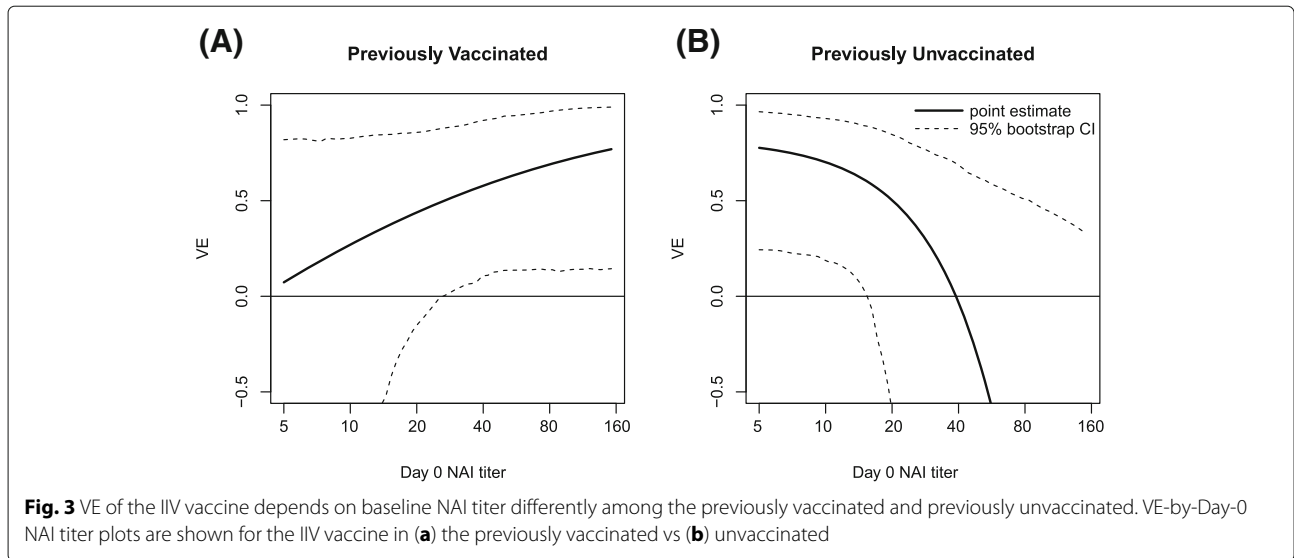 (A)
Previously Vaccinated
VE
1.0
0.5
0.0
−0.5
5 10 20 40 80 160
Day 0 NAI titer
(B)
Previously Unvaccinated
point estimate
95% bootstrap CI
VE
1.0
0.5
0.0
−0.5
5 10 20 40 80 160
Day 0 NAI titer
Fig. 3 VE of the IIV vaccine depends on baseline NAI titer differently among the previously vaccinated and previously unvaccinated. VE-by-Day-0
NAI titer plots are shown for the IIV vaccine in (a) the previously vaccinated vs (b) unvaccinated